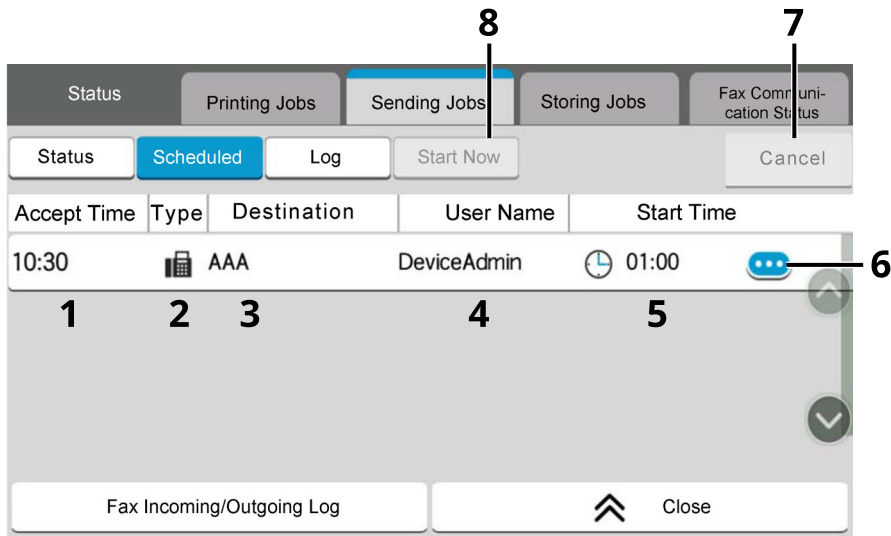 8 7
Status Printing Jobs Sending Jobs Storing Jobs Fax Communi-
cation Status
Status Scheduled Log Start Now Cancel
Accept Time Type Destination User Name Start Time
10:30 AAA DeviceAdmin 01:00 6
1 2 3 4 5
Fax Incoming/Outgoing Log Close